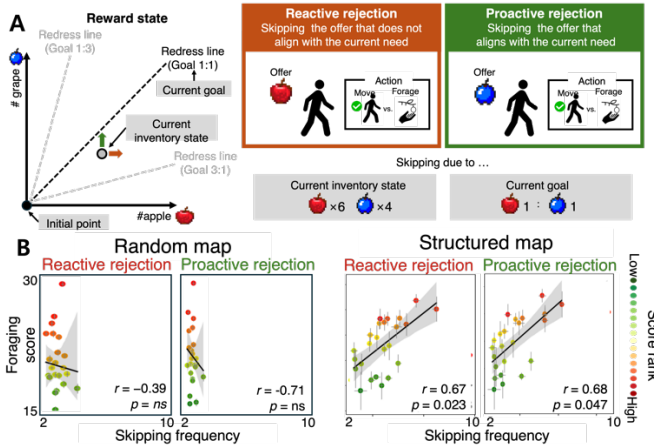 A
Reward state
Redress line
(Goal 1:3)
Redress line
(Goal 1:1)
Current goal
Current
inventory state
Redress line
(Goal 3:1)
# grape
#apple
Initial point
Reactive rejection
Skipping the offer that does not
align with the current need
Offer
Action
Move
vs.
Forage
Proactive rejection
Skipping the offer that
aligns with the current need
Offer
Action
Move
vs.
Forage
Skipping due to ...
Current inventory state
×6 ×4
Current goal
1 : 1
B
Random map
Reactive rejection
Proactive rejection
Structured map
Reactive rejection
Proactive rejection
Foraging
score
30
15
r = −0.39
p = ns
r = −0.71
p = ns
r = 0.67
p = 0.023
r = 0.68
p = 0.047
2 10
2 10
2 10
2 10
Skipping frequency
Skipping frequency
Low
Score rank
High